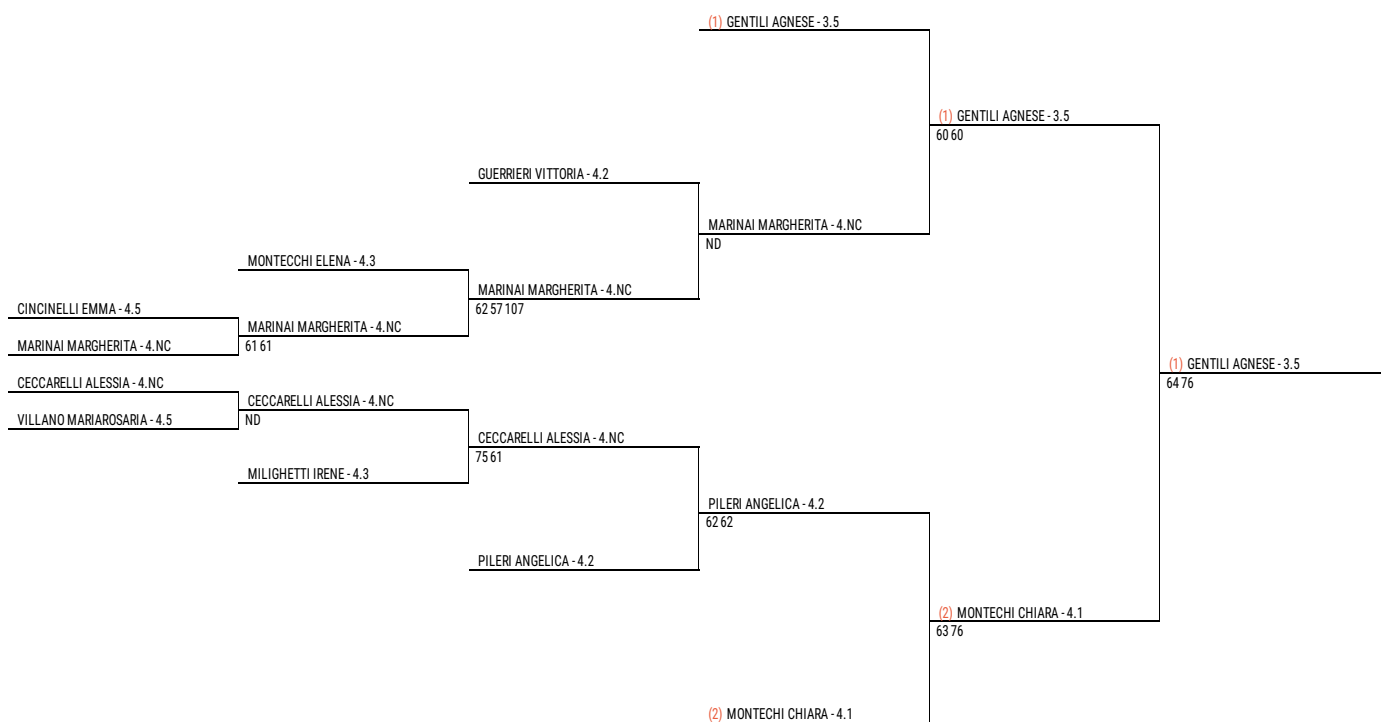 (1) GENTILI AGNESE - 3.5
(1) GENTILI AGNESE - 3.5
60 60
GUERRIERI VITTORIA - 4.2
MARINAI MARGHERITA - 4.NC
ND
MONTECCHI ELENA - 4.3
MARINAI MARGHERITA - 4.NC
62 57 107
CINCINELLI EMMA - 4.5
MARINAI MARGHERITA - 4.NC
61 61
MARINAI MARGHERITA - 4.NC
(1) GENTILI AGNESE - 3.5
64 76
CECCARELLI ALESSIA - 4.NC
CECCARELLI ALESSIA - 4.NC
ND
VILLANO MARIAROSARIA - 4.5
CECCARELLI ALESSIA - 4.NC
75 61
MILIGHETTI IRENE - 4.3
PILERI ANGELICA - 4.2
62 62
PILERI ANGELICA - 4.2
(2) MONTECHI CHIARA - 4.1
63 76
(2) MONTECHI CHIARA - 4.1